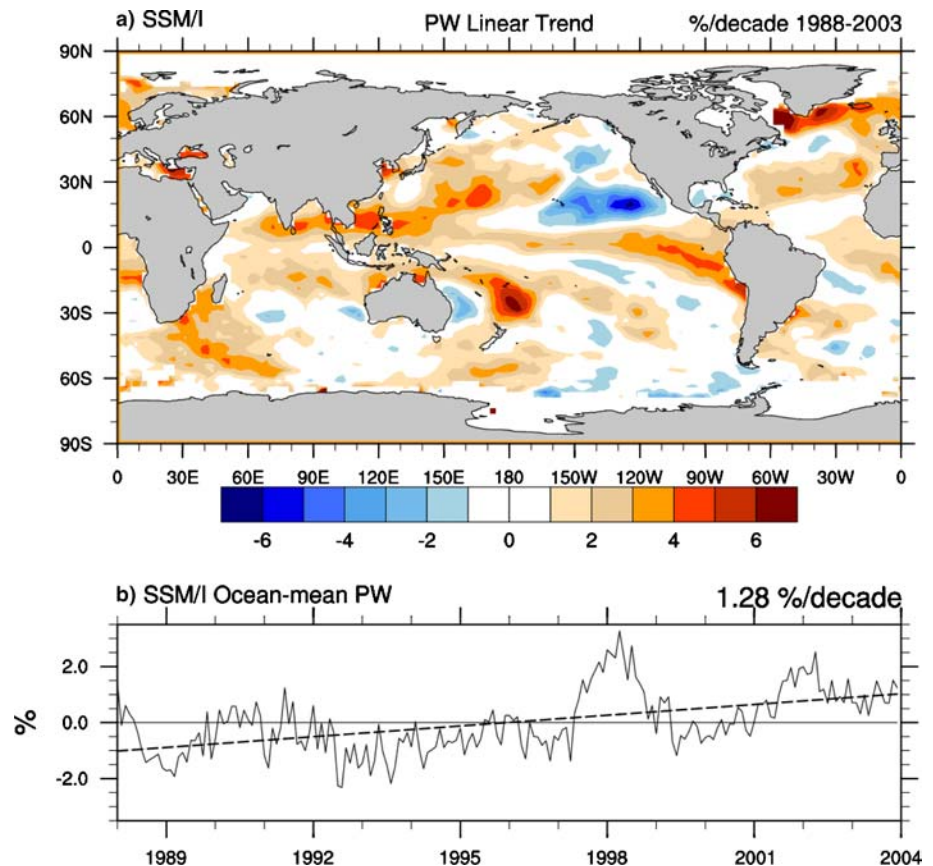 a) SSM/I PW Linear Trend %/decade 1988-2003
90N
60N
30N
0
30S
60S
90S
0 30E 60E 90E 120E 150E 180 150W 120W 90W 60W 30W 0
-6 -4 -2 0 2 4 6
b) SSM/I Ocean-mean PW 1.28 %/decade
2.0
0.0
-2.0
%
1989 1992 1995 1998 2001 2004